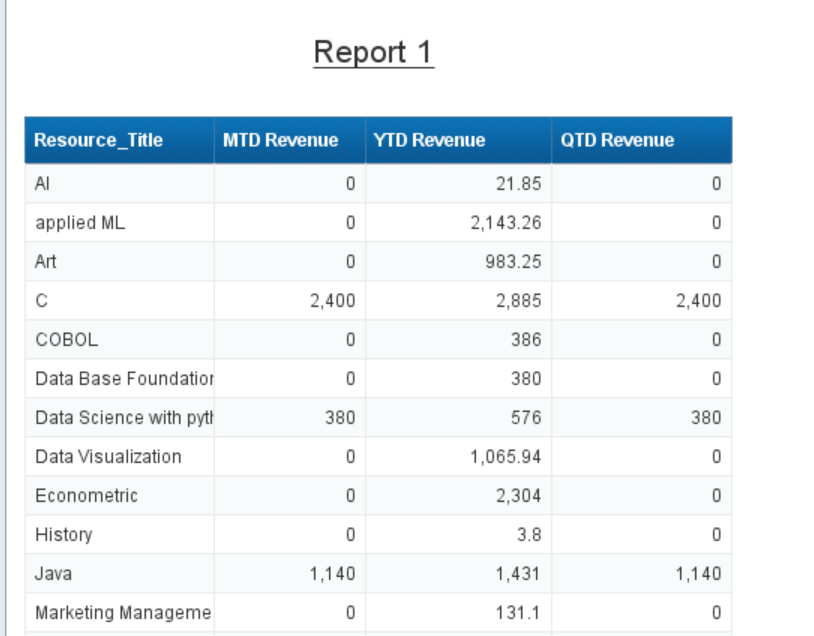 Report 1
Resource_Title MTD Revenue YTD Revenue QTD Revenue
AI 0 21.85 0
applied ML 0 2,143.26 0
Art 0 983.25 0
C 2,400 2,885 2,400
COBOL 0 386 0
Data Base Foundation 0 380 0
Data Science with pyth 380 576 380
Data Visualization 0 1,065.94 0
Econometric 0 2,304 0
History 0 3.8 0
Java 1,140 1,431 1,140
Marketing Manageme 0 131.1 0